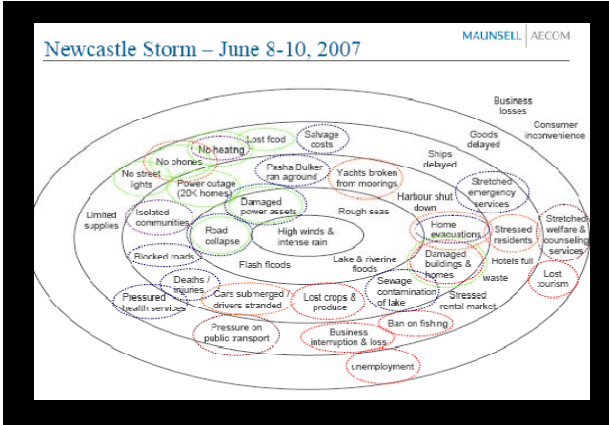 MAUNSELL | AECOM
Newcastle Storm – June 8-10, 2007
Business
losses
Consumer
inconvenience
Goods
delayed
Ships
delayed
Lost food
Salvage
costs
No heating
No phones
No street
lights
Power outage
(20K homes)
Pasha Bulker
ran aground
Yachts broken
from moorings
Stretched
emergency
services
Harbour shut
down
Damaged
power assets
Rough seas
Limited
supplies
Isolated
communities
Road
collapse
High winds &
intense rain
Home
evacuations
Stressed
residents
Stretched
welfare &
counseling
services
Blocked roads
Flash floods
Lake & riverine
floods
Damaged
buildings &
homes
Hotels full
waste
Lost
tourism
Deaths /
injuries
Pressured
health services
Cars submerged /
drivers stranded
Lost crops &
produce
Sewage
contamination
of lake
Stressed
rental market
Pressure on
public transport
Business
interruption & loss
Ban on fishing
unemployment